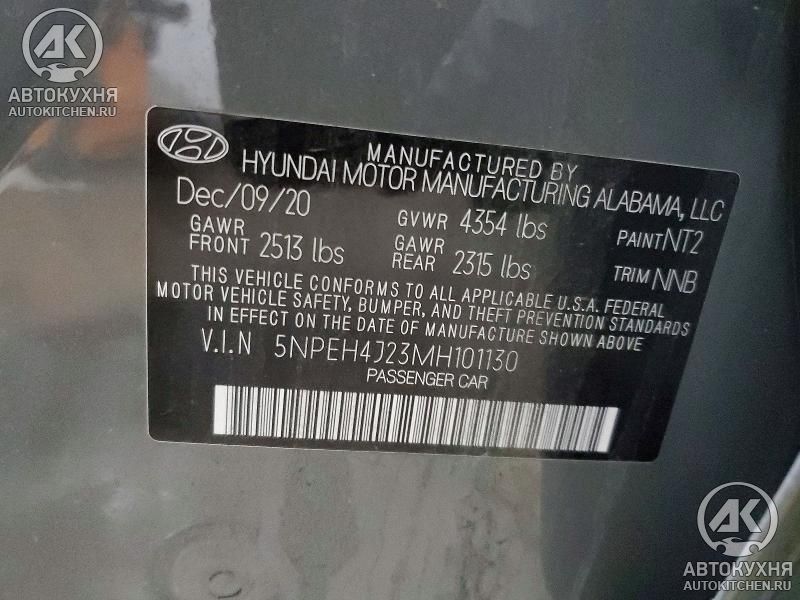 AK
АВТОКУХНЯ
AUTOKITCHEN.RU
MANUFACTURED BY
HYUNDAI MOTOR MANUFACTURING ALABAMA, LLC
Dec/09/20 GVWR 4354 lbs PAINT NT2
GAWR FRONT 2513 lbs GAWR REAR 2315 lbs TRIM NNB
THIS VEHICLE CONFORMS TO ALL APPLICABLE U.S.A. FEDERAL
MOTOR VEHICLE SAFETY, BUMPER, AND THEFT PREVENTION STANDARDS
IN EFFECT ON THE DATE OF MANUFACTURE SHOWN ABOVE
V.I.N 5NPEH4J23MH101130
PASSENGER CAR
AK
АВТОКУХНЯ
AUTOKITCHEN.RU